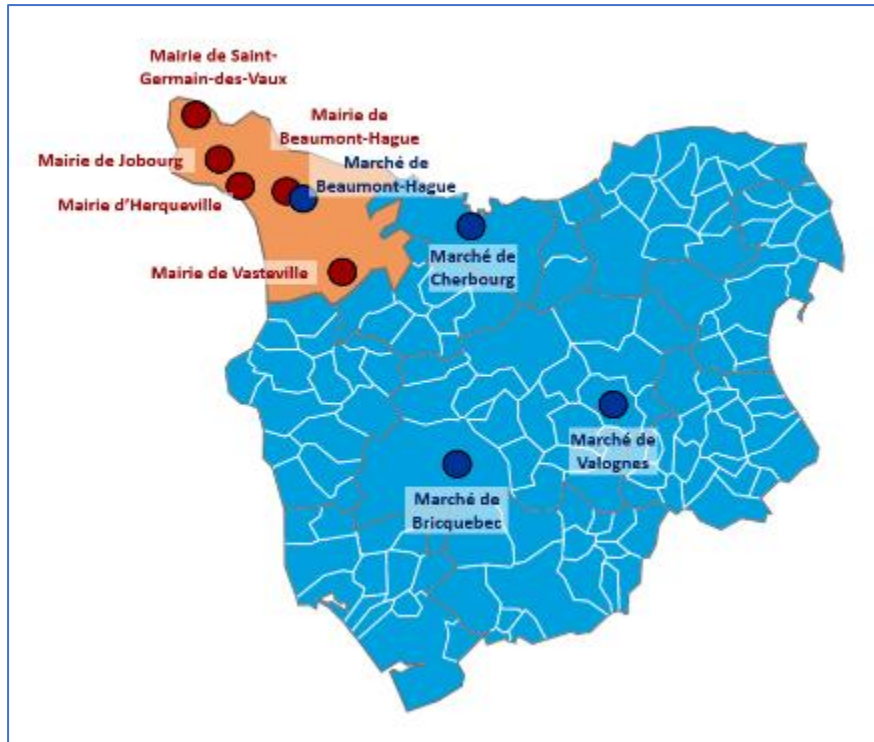 Mairie de Saint-
Germain-des-Vaux
Mairie de
Beaumont-Hague
Mairie de Jobourg
Marché de
Beaumont-Hague
Mairie d'Herqueville
Marché de
Cherbourg
Mairie de Vasteville
Marché de
Valognes
Marché de
Bricquebec